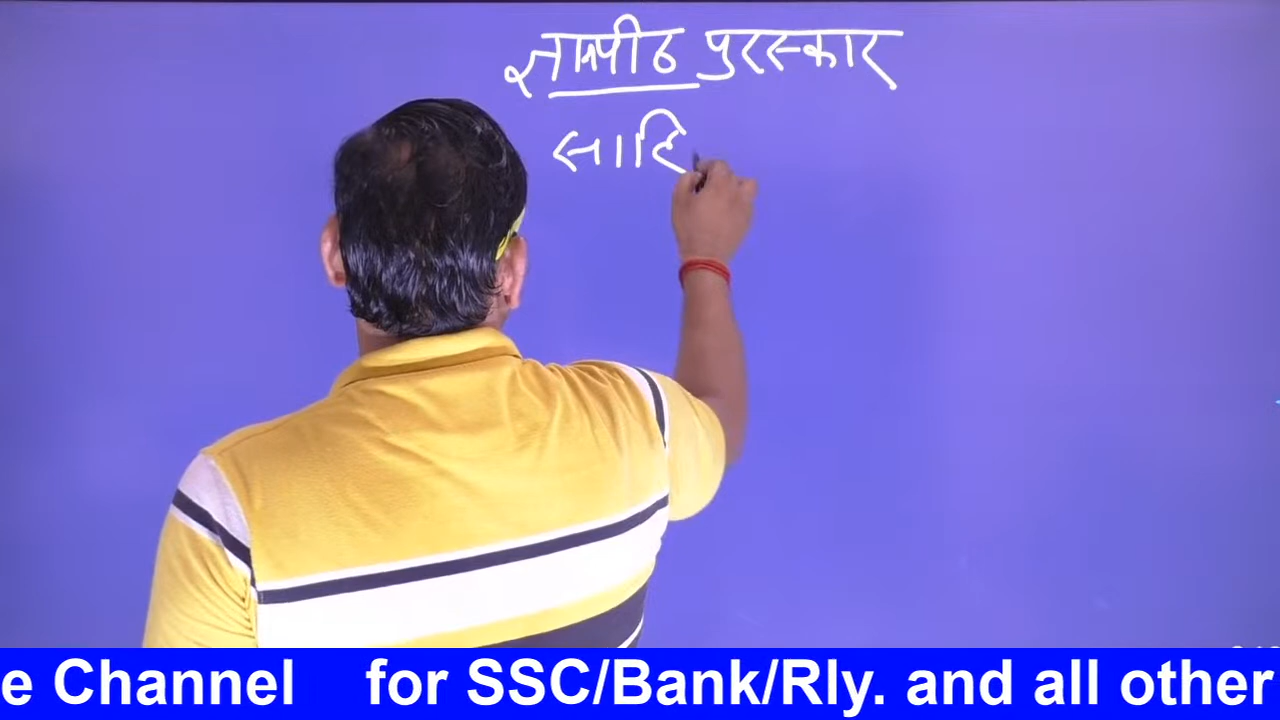 ज्ञानपीठ पुरस्कार
साहि
e Channel for SSC/Bank/Rly. and all other